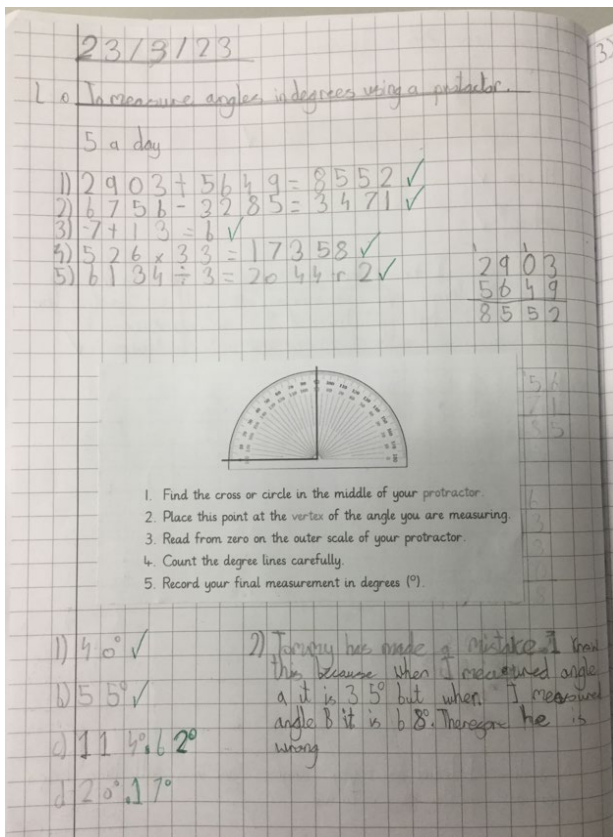 23/3/23
L o To measure angles in degrees using a protactor.
5 a day
1) 2903 + 5649 = 8552 ✓
2) 6756 - 3285 = 3471 ✓
3) -7 + 13 = 6 ✓
4) 526 x 33 = 17358 ✓
5) 6134 ÷ 3 = 2044 r 2 ✓
2903
5649
8552
1. Find the cross or circle in the middle of your protractor.
2. Place this point at the vertex of the angle you are measuring.
3. Read from zero on the outer scale of your protractor.
4. Count the degree lines carefully.
5. Record your final measurement in degrees (°).
1) 40° ✓
b) 55° ✓
c) 114°.62°
d) 20°.17°
2) Tommy has made a mistake. I know
this because when I measured angle
a it is 35° but when I measured
angle B it is 68°. Theregore he is
wrong
3)